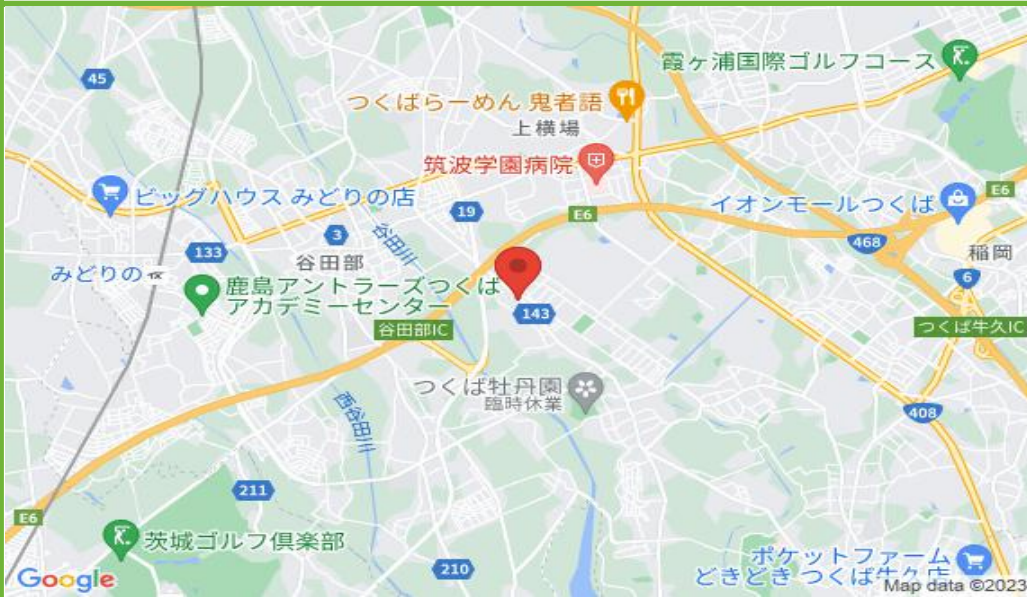 霞ヶ浦国際ゴルフコース
45
つくばらーめん 鬼者語
上横場
筑波学園病院
ビッグハウス みどりの店
19
E6
イオンモールつくば
E6
3
谷田川
133
谷田部
468
稲岡
みどりの
鹿島アントラーズつくば
アカデミーセンター
6
143
谷田部IC
つくば牛久IC
つくば牡丹園
臨時休業
西谷田川
408
211
E6
茨城ゴルフ倶楽部
210
ポケットファーム
どきどき つくば牛久店
Google
Map data ©2023